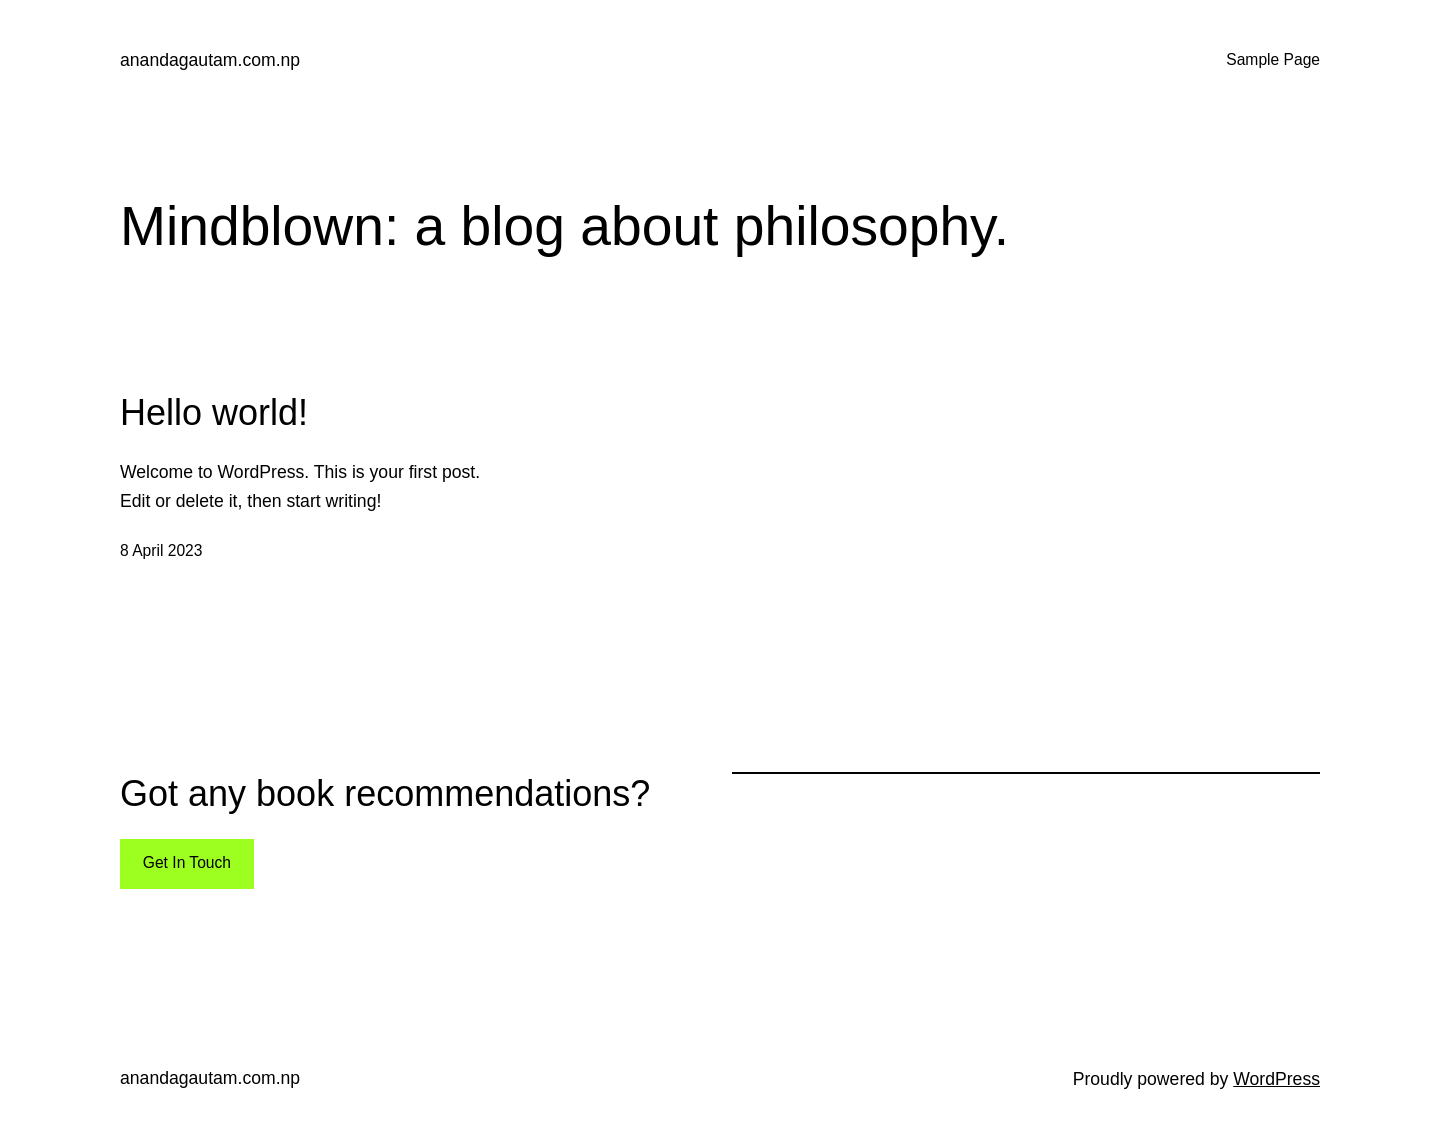 anandagautam.com.np
Sample Page
Mindblown: a blog about philosophy.
Hello world!
Welcome to WordPress. This is your first post.
Edit or delete it, then start writing!
8 April 2023
Got any book recommendations?
Get In Touch
anandagautam.com.np
Proudly powered by WordPress